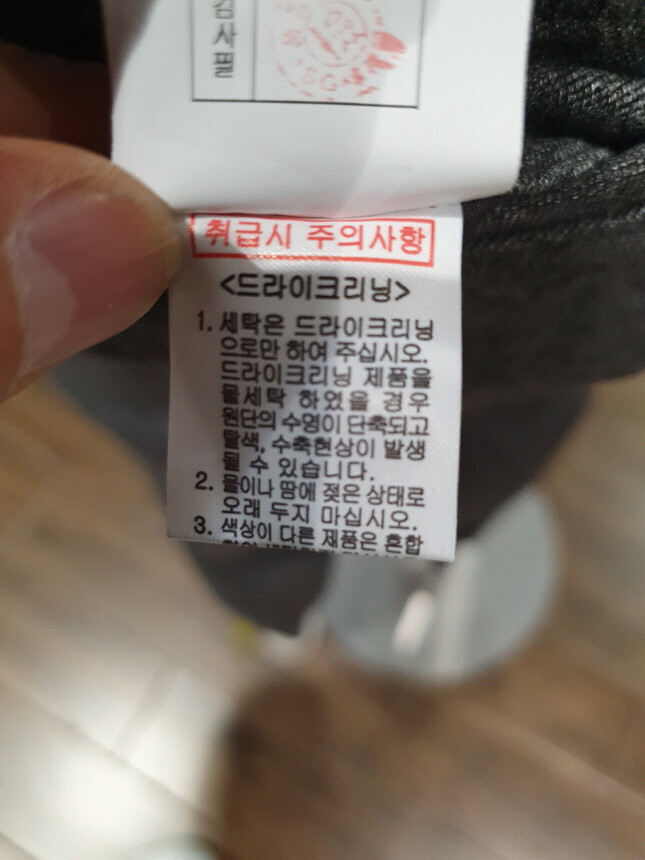 검사필
취급시 주의사항
<드라이크리닝>
1. 세탁은 드라이크리닝
으로만 하여 주십시오.
드라이크리닝 제품을
물세탁 하였을 경우
원단의 수명이 단축되고
탈색, 수축현상이 발생
될 수 있습니다.
2. 물이나 땀에 젖은 상태로
오래 두지 마십시오.
3. 색상이 다른 제품은 혼합